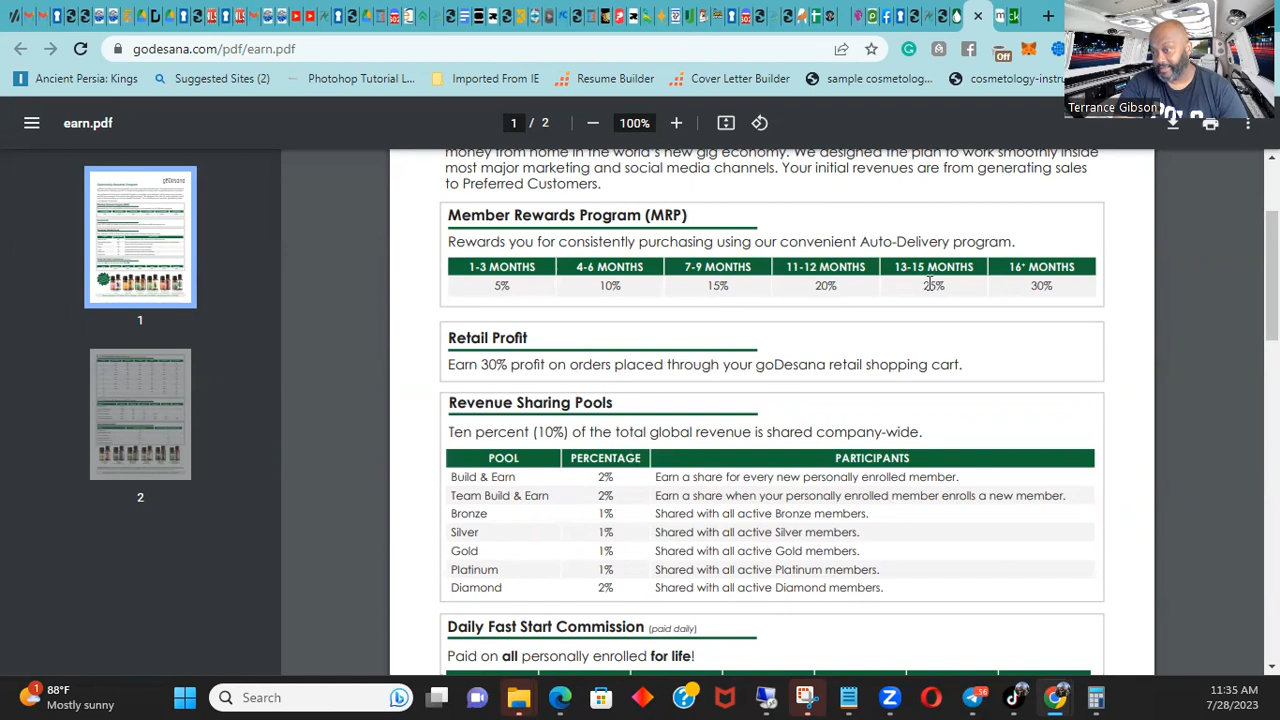 godesana.com/pdf/earn.pdf
Off
Ancient Persia: Kings
Suggested Sites (2)
Photohop Tutorial L...
Imported From IE
Resume Builder
Cover Letter Builder
sample.cosmetolog...
cosmetology-instru
Terrance Gibson
earn.pdf
1 / 2
100%
money from home in the world's new gig economy. We designed the plan to work smoothly inside
most major marketing and social media channels. Your initial revenues are from generating sales
to Preferred Customers.
Member Rewards Program (MRP)
Rewards you for consistently purchasing using our convenient Auto-Delivery program.
1-3 MONTHS 4-6 MONTHS 7-9 MONTHS 11-12 MONTHS 13-15 MONTHS 16+ MONTHS
5% 10% 15% 20% 25% 30%
Retail Profit
Earn 30% profit on orders placed through your goDesana retail shopping cart.
Revenue Sharing Pools
Ten percent (10%) of the total global revenue is shared company-wide.
POOL PERCENTAGE PARTICIPANTS
Build & Earn 2% Earn a share for every new personally enrolled member.
Team Build & Earn 2% Earn a share when your personally enrolled member enrolls a new member.
Bronze 1% Shared with all active Bronze members.
Silver 1% Shared with all active Silver members.
Gold 1% Shared with all active Gold members.
Platinum 1% Shared with all active Platinum members.
Diamond 2% Shared with all active Diamond members.
Daily Fast Start Commission (paid daily)
Paid on all personally enrolled for life!
1
2
1
88°F
Mostly sunny
Search
56
11:35 AM
7/28/2023